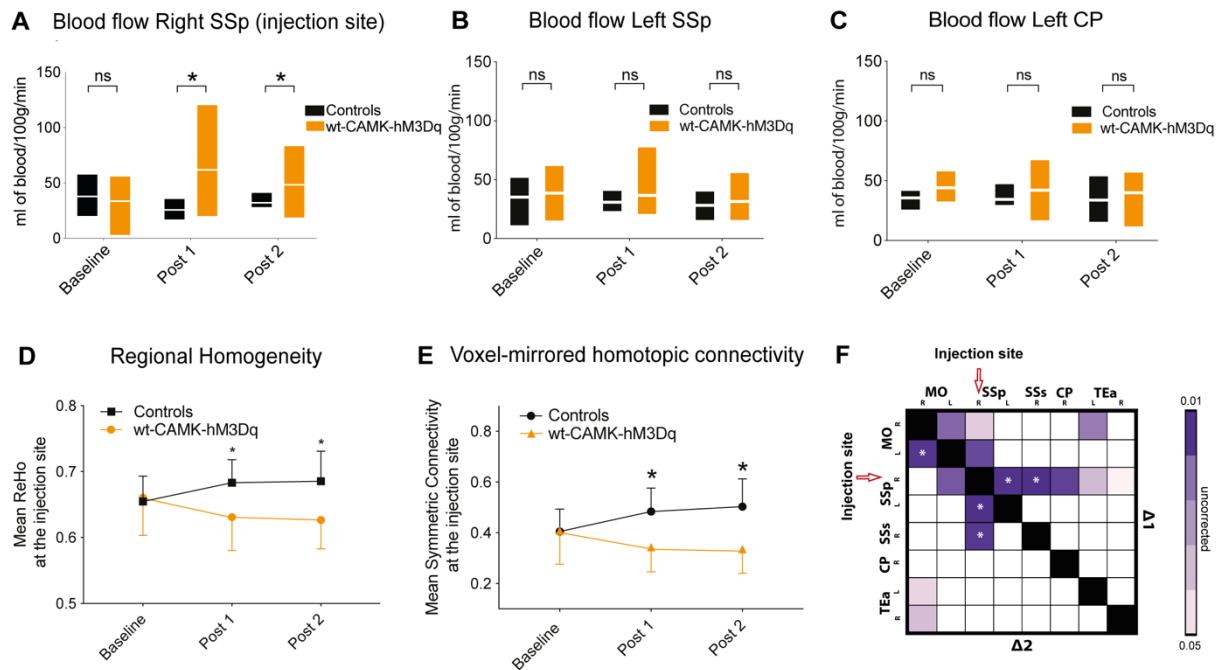 A
Blood flow Right SSp (injection site)
B
Blood flow Left SSp
C
Blood flow Left CP
150
100
50
0
ml of blood/100g/min
ns
*
*
Controls
wt-CAMK-hM3Dq
Baseline
Post 1
Post 2
150
100
50
0
ml of blood/100g/min
ns
ns
ns
Controls
wt-CAMK-hM3Dq
Baseline
Post 1
Post 2
150
100
50
0
ml of blood/100g/min
ns
ns
ns
Controls
wt-CAMK-hM3Dq
Baseline
Post 1
Post 2
D
Regional Homogeneity
0.8
0.7
0.6
0.5
Mean ReHo
at the injection site
Controls
wt-CAMK-hM3Dq
*
*
Baseline
Post 1
Post 2
E
Voxel-mirrored homotopic connectivity
0.8
0.6
0.4
0.2
Mean Symmetric Connectivity
at the injection site
Controls
wt-CAMK-hM3Dq
*
*
Baseline
Post 1
Post 2
F
Injection site
MO SSp SSs CP TEa
R L R L R R L R
Injection site
MO
R
L
SSp
R
L
SSs
R
CP
R
TEa
L
R
*
*
*
*
*
Δ1
Δ2
0.01
uncorrected
0.05